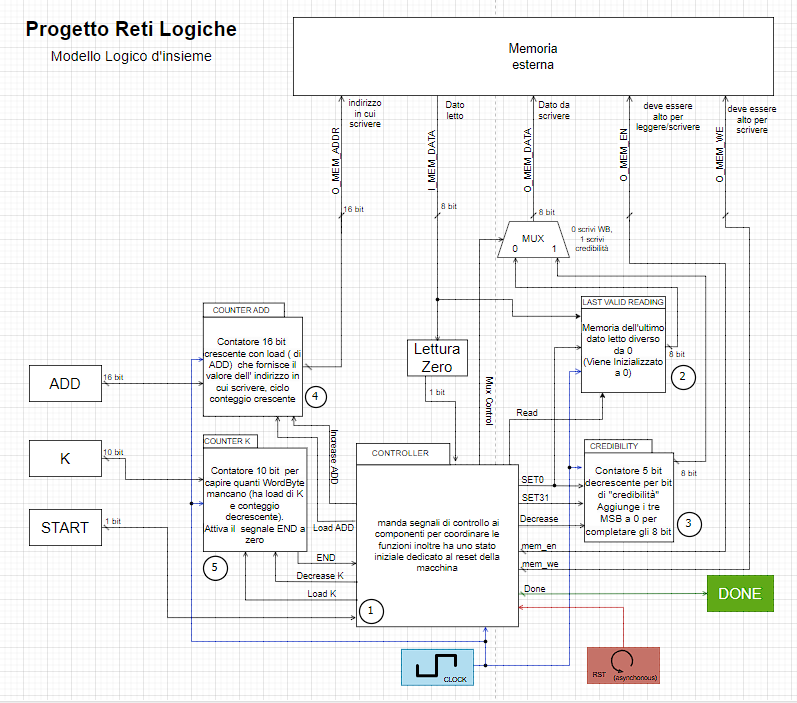 Progetto Reti Logiche
Modello Logico d'insieme
Memoria
esterna
indirizzo
in cui
scrivere
Dato
letto
Dato da
scrivere
deve essere
alto per
leggere/scrivere
deve essere
alto per
scrivere
O_MEM_ADDR
I_MEM_DATA
O_MEM_DATA
O_MEM_EN
O_MEM_WE
16 bit
8 bit
8 bit
MUX
0
1
0 scrivi WB,
1 scrivi
credibilità
COUNTER ADD
Contatore 16 bit
crescente con load ( di
ADD) che fornisce il
valore dell' indirizzo in
cui scrivere, ciclo
conteggio crescente
4
LAST VALID READING
Memoria dell'ultimo
dato letto diverso
da 0
(Viene Inizializzato
a 0)
8 bit
2
Lettura
Zero
1 bit
Mux Control
Read
ADD
16 bit
K
10 bit
START
1 bit
COUNTER K
Contatore 10 bit per
capire quanti WordByte
mancano (ha load di K
e conteggio
decrescente).
Attiva il segnale END a
zero
5
Increase ADD
Load ADD
END
Decrease K
Load K
CONTROLLER
manda segnali di controllo ai
componenti per coordinare le
funzioni inoltre ha uno stato
iniziale dedicato al reset della
macchina
1
SET0
SET31
Decrease
mem_en
mem_we
Done
CREDIBILITY
Contatore 5 bit
decrescente per bit
di "credibilità"
Aggiunge i tre
MSB a 0 per
completare gli 8 bit
8 bit
3
DONE
CLOCK
RST
(asynchonous)